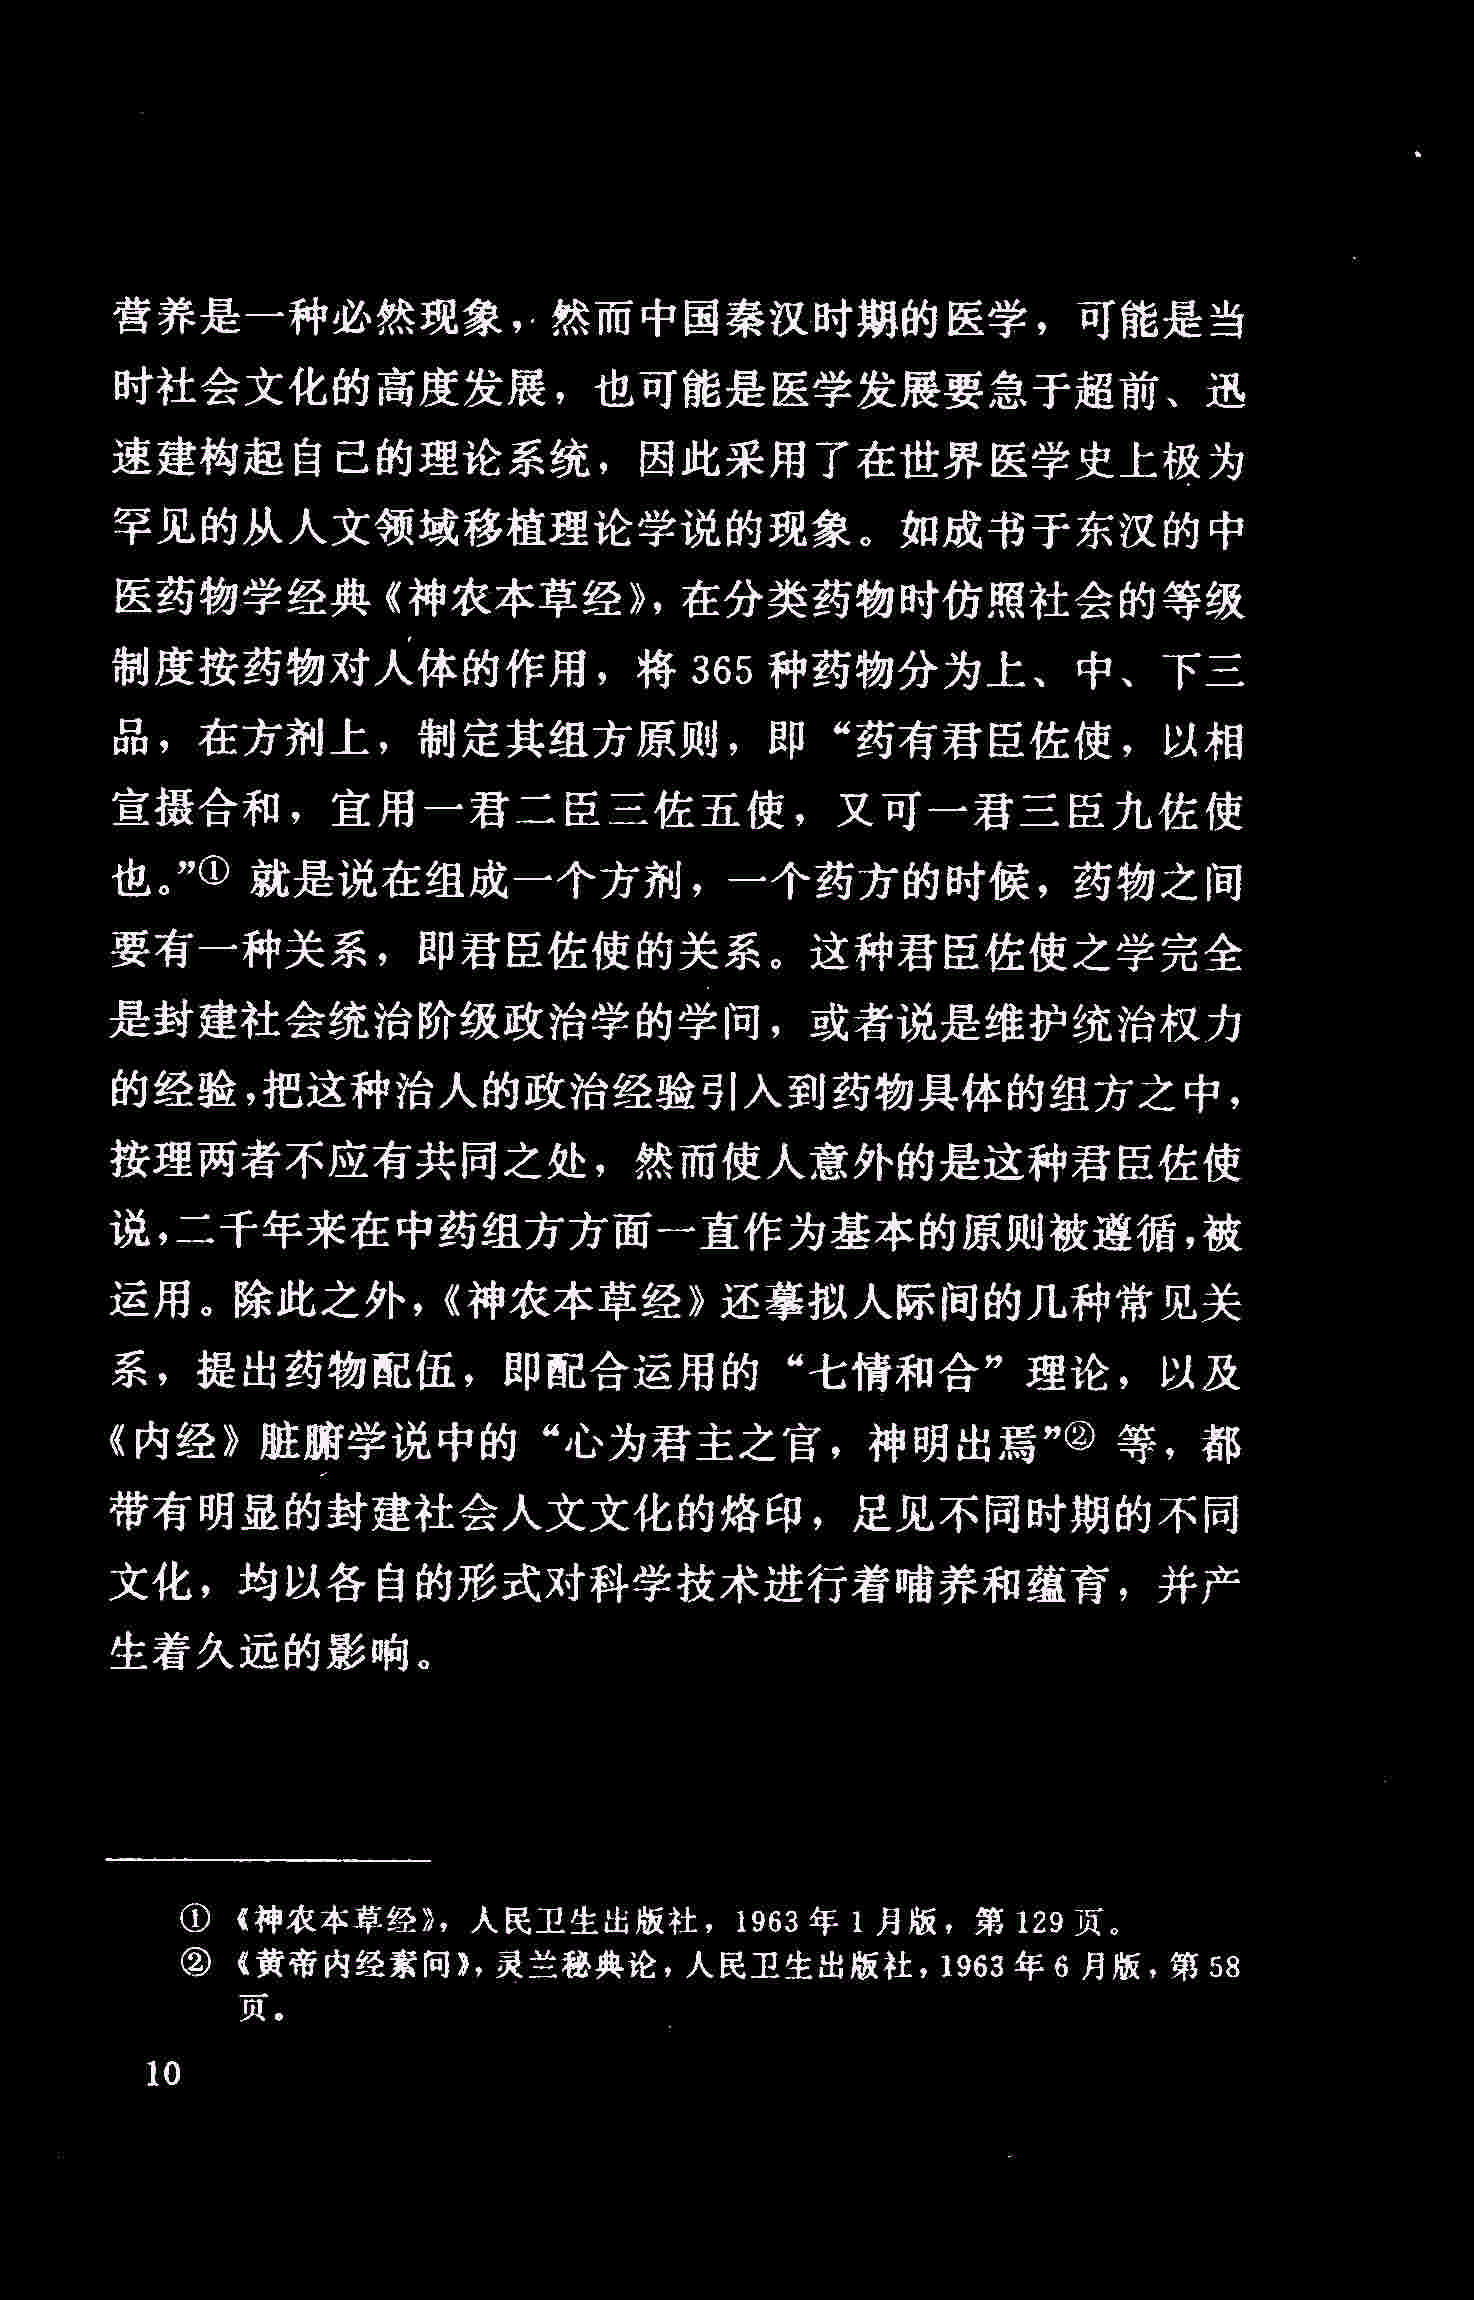 营养是一种必然现象，然而中国秦汉时期的医学，可能是当
时社会文化的高度发展，也可能是医学发展要急于超前、迅
速建构起自己的理论系统，因此采用了在世界医学史上极为
罕见的从人文领域移植理论学说的现象。如成书于东汉的中
医药物学经典《神农本草经》，在分类药物时仿照社会的等级
制度按药物对人体的作用，将 365 种药物分为上、中、下三
品，在方剂上，制定其组方原则，即“药有君臣佐使，以相
宣摄合和，宜用一君二臣三佐五使，又可一君三臣九佐使
也。”① 就是说在组成一个方剂，一个药方的时候，药物之间
要有一种关系，即君臣佐使的关系。这种君臣佐使之学完全
是封建社会统治阶级政治学的学问，或者说是维护统治权力
的经验，把这种治人的政治经验引入到药物具体的组方之中，
按理两者不应有共同之处，然而使人意外的是这种君臣佐使
说，二千年来在中药组方方面一直作为基本的原则被遵循，被
运用。除此之外，《神农本草经》还摹拟人际间的几种常见关
系，提出药物配伍，即配合运用的“七情和合”理论，以及
《内经》脏腑学说中的“心为君主之官，神明出焉”② 等，都
带有明显的封建社会人文文化的烙印，足见不同时期的不同
文化，均以各自的形式对科学技术进行着哺养和蕴育，并产
生着久远的影响。
① 《神农本草经》，人民卫生出版社，1963 年 1 月版，第 129 页。
② 《黄帝内经素问》，灵兰秘典论，人民卫生出版社，1963 年 6 月版，第 58
页。
10